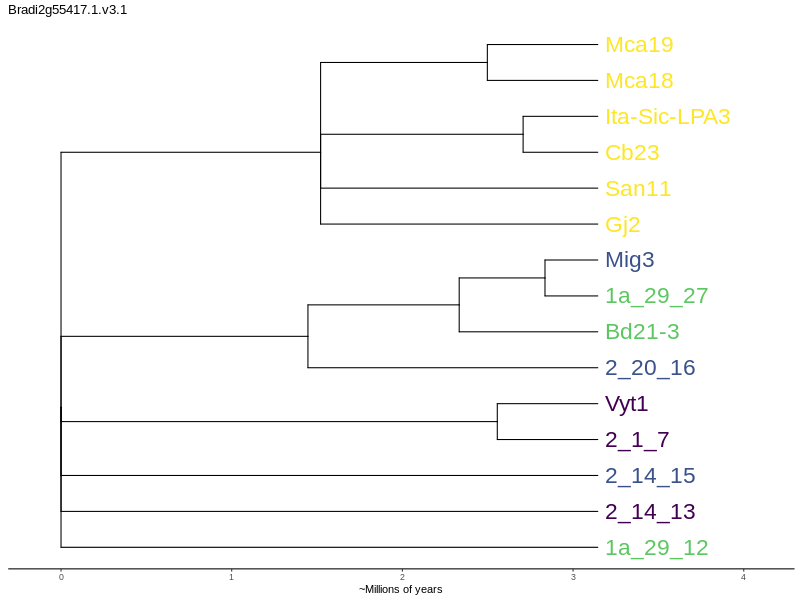 Bradi2g55417.1.v3.1
Mca19
Mca18
Ita-Sic-LPA3
Cb23
San11
Gj2
Mig3
1a_29_27
Bd21-3
2_20_16
Vyt1
2_1_7
2_14_15
2_14_13
1a_29_12
0 1 2 3 4
~Millions of years